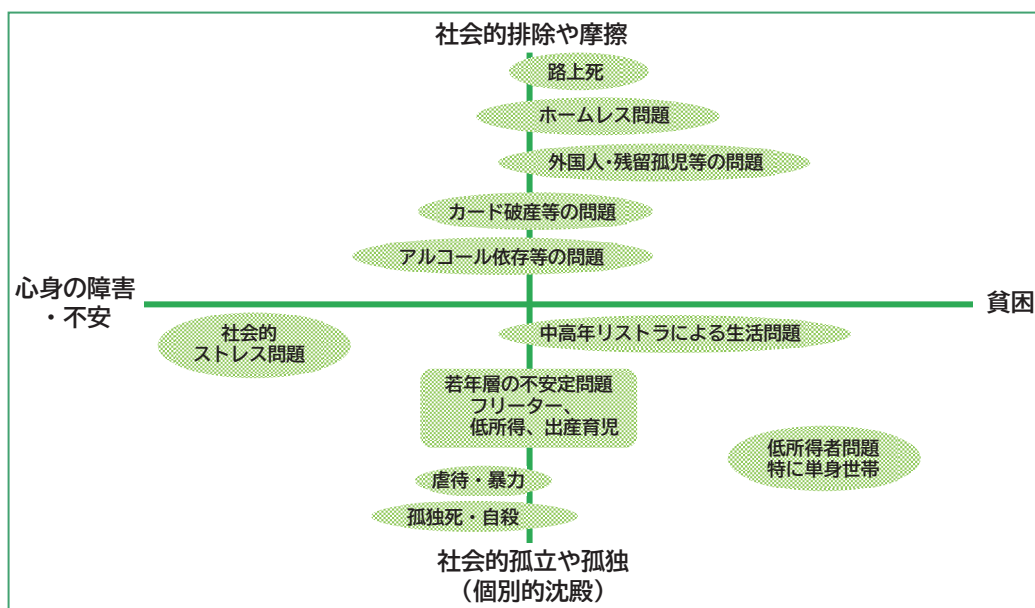 社会的排除や摩擦
路上死
ホームレス問題
外国人・残留孤児等の問題
カード破産等の問題
アルコール依存等の問題
心身の障害
・不安
貧困
社会的
ストレス問題
中高年リストラによる生活問題
若年層の不安定問題
フリーター、
低所得、出産育児
低所得者問題
特に単身世帯
虐待・暴力
孤独死・自殺
社会的孤立や孤独
（個別的沈殿）